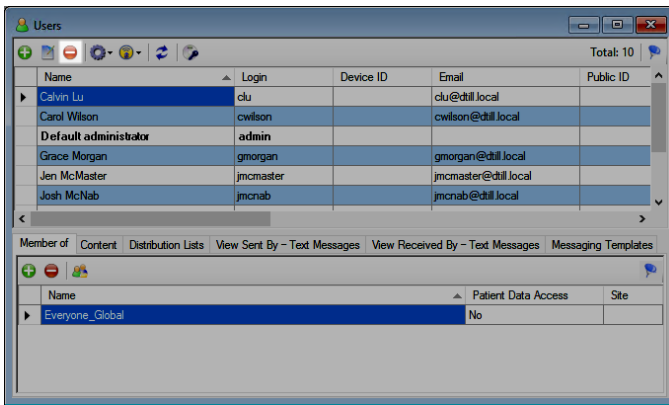 Users
Total: 10
Name Login Device ID Email Public ID
Calvin Lu clu clu@dtill.local
Carol Wilson cwilson cwilson@dtill.local
Default administrator admin
Grace Morgan gmorgan gmorgan@dtill.local
Jen McMaster jmcmaster jmcmaster@dtill.local
Josh McNab jmcnab jmcnab@dtill.local
Member of Content Distribution Lists View Sent By - Text Messages View Received By - Text Messages Messaging Templates
Name Patient Data Access Site
Everyone_Global No